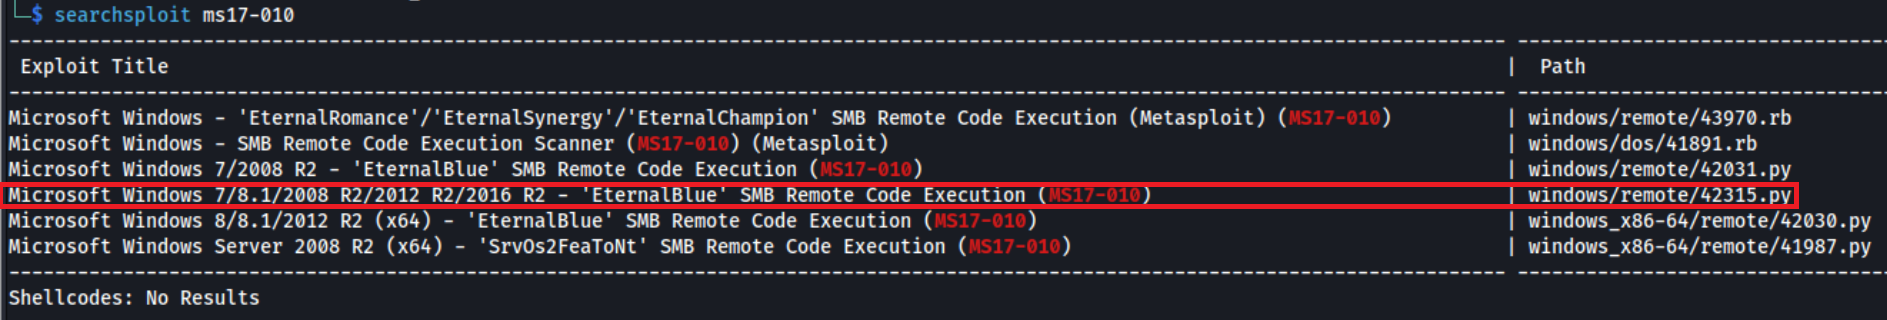 └─$ searchsploit ms17-010
Exploit Title | Path
Microsoft Windows - 'EternalRomance'/'EternalSynergy'/'EternalChampion' SMB Remote Code Execution (Metasploit) (MS17-010) | windows/remote/43970.rb
Microsoft Windows - SMB Remote Code Execution Scanner (MS17-010) (Metasploit) | windows/dos/41891.rb
Microsoft Windows 7/2008 R2 - 'EternalBlue' SMB Remote Code Execution (MS17-010) | windows/remote/42031.py
Microsoft Windows 7/8.1/2008 R2/2012 R2/2016 R2 - 'EternalBlue' SMB Remote Code Execution (MS17-010) | windows/remote/42315.py
Microsoft Windows 8/8.1/2012 R2 (x64) - 'EternalBlue' SMB Remote Code Execution (MS17-010) | windows_x86-64/remote/42030.py
Microsoft Windows Server 2008 R2 (x64) - 'SrvOs2FeaToNt' SMB Remote Code Execution (MS17-010) | windows_x86-64/remote/41987.py
Shellcodes: No Results